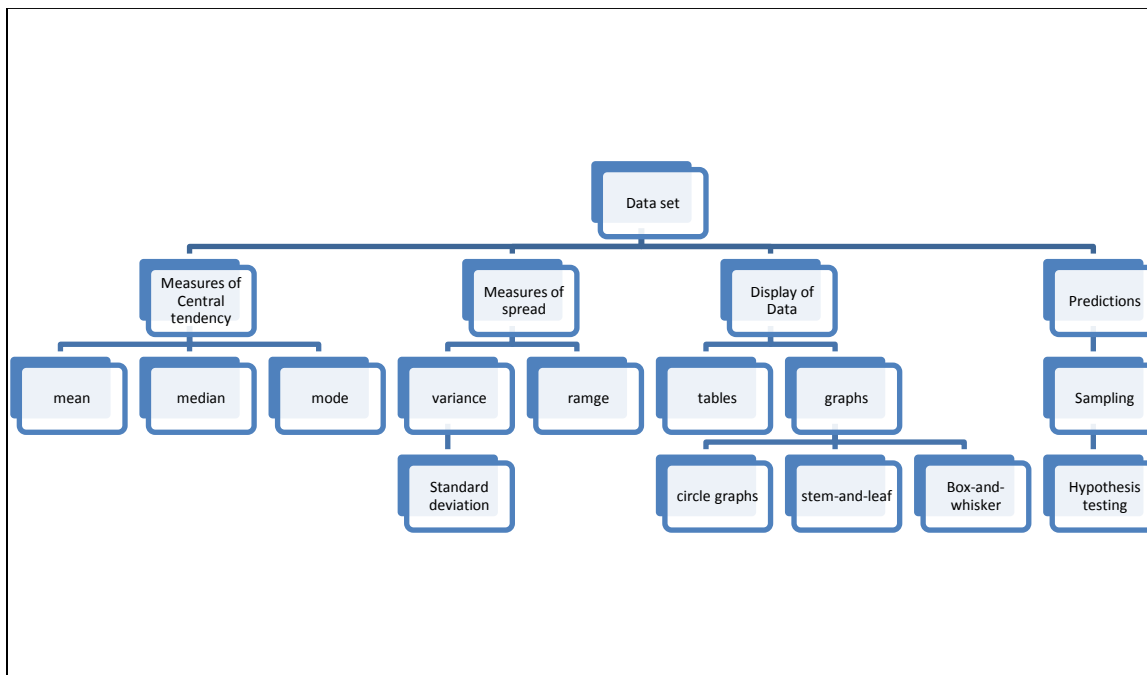 Data set
Measures of
Central
tendency
Measures of
spread
Display of
Data
Predictions
mean
median
mode
variance
ramge
tables
graphs
Sampling
Standard
deviation
circle graphs
stem-and-leaf
Box-and-
whisker
Hypothesis
testing